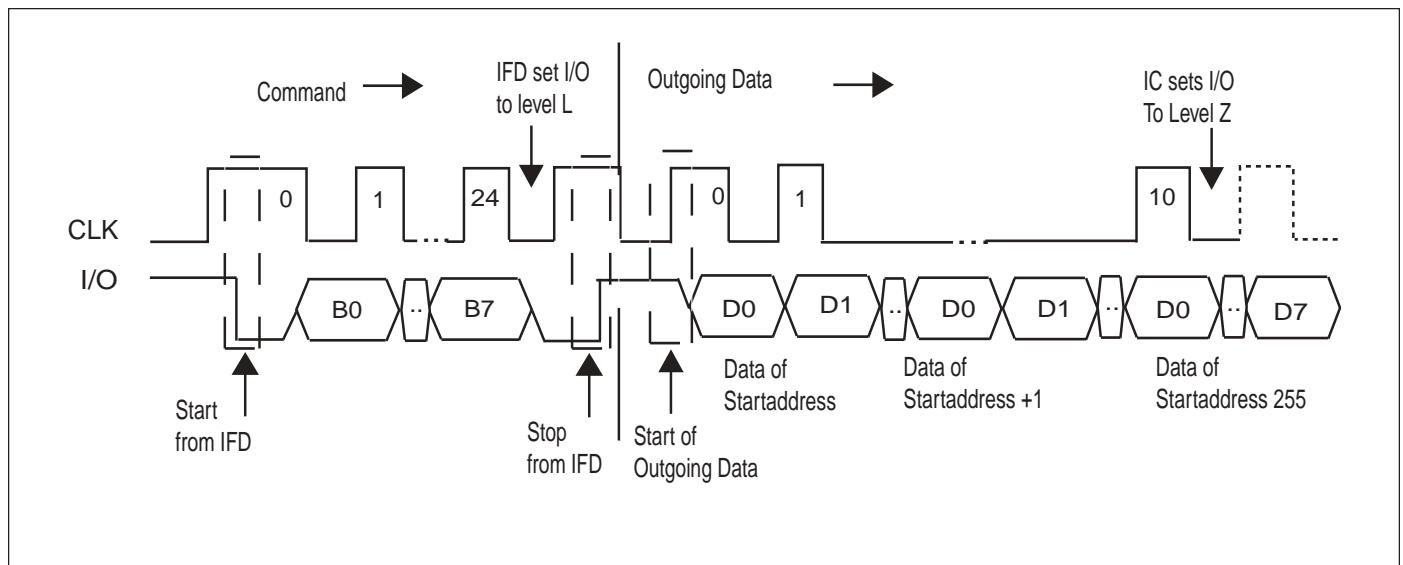 Command
IFD set I/O
to level L
Outgoing Data
IC sets I/O
To Level Z
CLK
0
1
24
0
1
10
I/O
B0
..
B7
D0
D1
..
D0
D1
..
D0
..
D7
Start
from IFD
Stop
from IFD
Start of
Outgoing Data
Data of
Startaddress
Data of
Startaddress +1
Data of
Startaddress 255